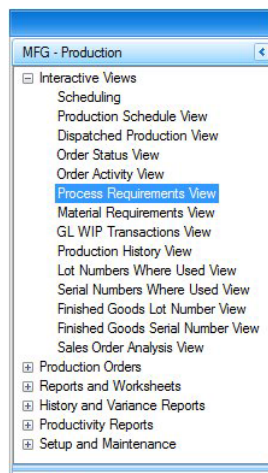 MFG - Production
Interactive Views
Scheduling
Production Schedule View
Dispatched Production View
Order Status View
Order Activity View
Process Requirements View
Material Requirements View
GL WIP Transactions View
Production History View
Lot Numbers Where Used View
Serial Numbers Where Used View
Finished Goods Lot Number View
Finished Goods Serial Number View
Sales Order Analysis View
Production Orders
Reports and Worksheets
History and Variance Reports
Productivity Reports
Setup and Maintenance